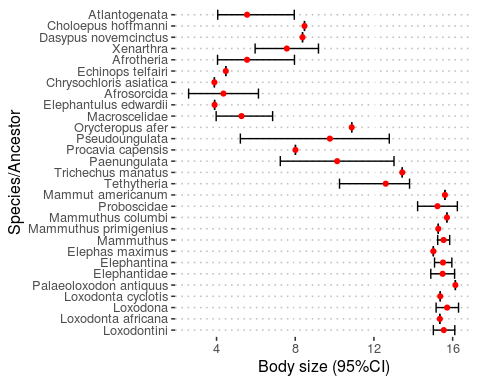 Atlantogenata
Choloepus hoffmanni
Dasypus novemcinctus
Xenarthra
Afrotheria
Echinops telfairi
Chrysochloris asiatica
Afrosorcida
Elephantulus edwardii
Macroscelidae
Orycteropus afer
Pseudoungulata
Procavia capensis
Paenungulata
Trichechus manatus
Tethytheria
Mammut americanum
Proboscidae
Mammuthus columbi
Mammuthus primigenius
Mammuthus
Elephas maximus
Elephantina
Elephantidae
Palaeoloxodon antiquus
Loxodonta cyclotis
Loxodona
Loxodonta africana
Loxodontini
Species/Ancestor
4 8 12 16
Body size (95%CI)